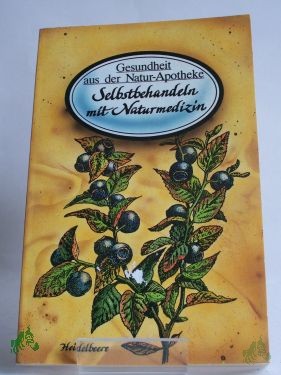 Gesundheit
aus der Natur-Apotheke
Selbstbehandeln
mit Naturmedizin
Heidelbeere